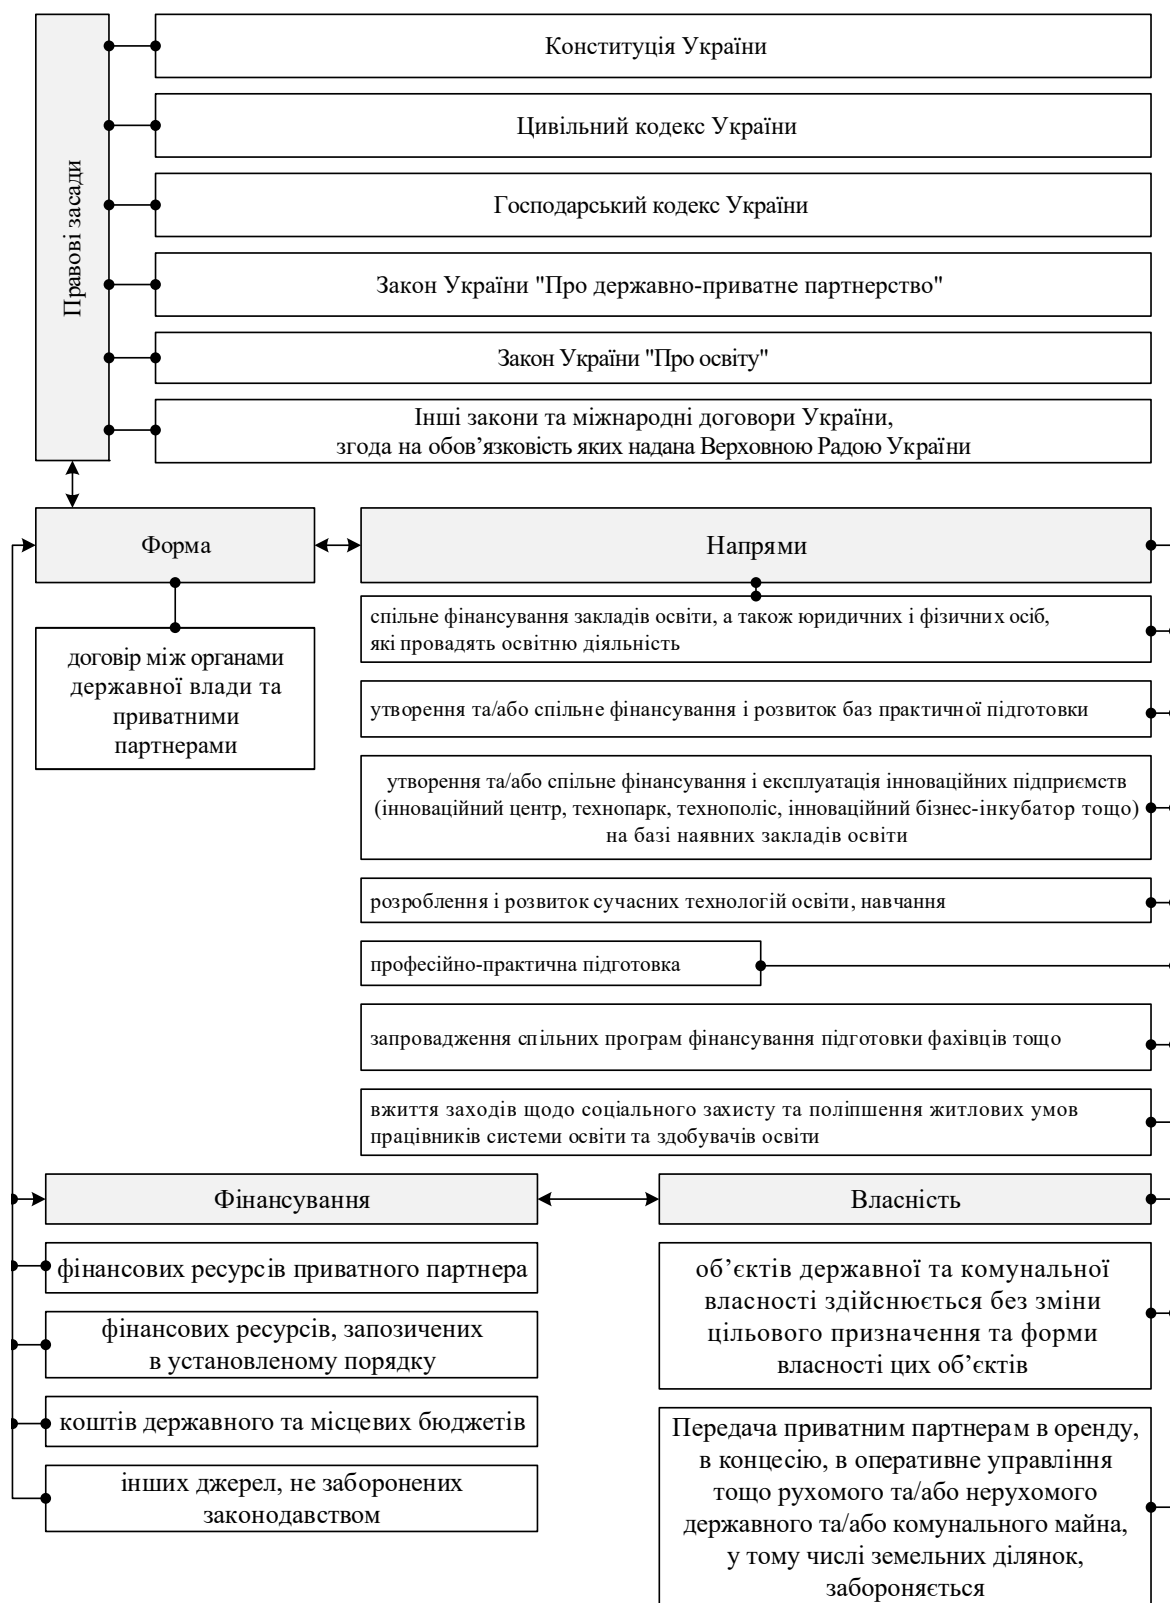 Правові засади
Конституція України
Цивільний кодекс України
Господарський кодекс України
Закон України "Про державно-приватне партнерство"
Закон України "Про освіту"
Інші закони та міжнародні договори України,
згода на обов’язковість яких надана Верховною Радою України
Форма
договір між органами
державної влади та
приватними
партнерами
Напрями
спільне фінансування закладів освіти, а також юридичних і фізичних осіб,
які провадять освітню діяльність
утворення та/або спільне фінансування і розвиток баз практичної підготовки
утворення та/або спільне фінансування і експлуатація інноваційних підприємств
(інноваційний центр, технопарк, технополіс, інноваційний бізнес-інкубатор тощо)
на базі наявних закладів освіти
розроблення і розвиток сучасних технологій освіти, навчання
професійно-практична підготовка
запровадження спільних програм фінансування підготовки фахівців тощо
вжиття заходів щодо соціального захисту та поліпшення житлових умов
працівників системи освіти та здобувачів освіти
Фінансування
фінансових ресурсів приватного партнера
фінансових ресурсів, запозичених
в установленому порядку
коштів державного та місцевих бюджетів
інших джерел, не заборонених
законодавством
Власність
об’єктів державної та комунальної
власності здійснюється без зміни
цільового призначення та форми
власності цих об’єктів
Передача приватним партнерам в оренду,
в концесію, в оперативне управління
тощо рухомого та/або нерухомого
державного та/або комунального майна,
у тому числі земельних ділянок,
забороняється